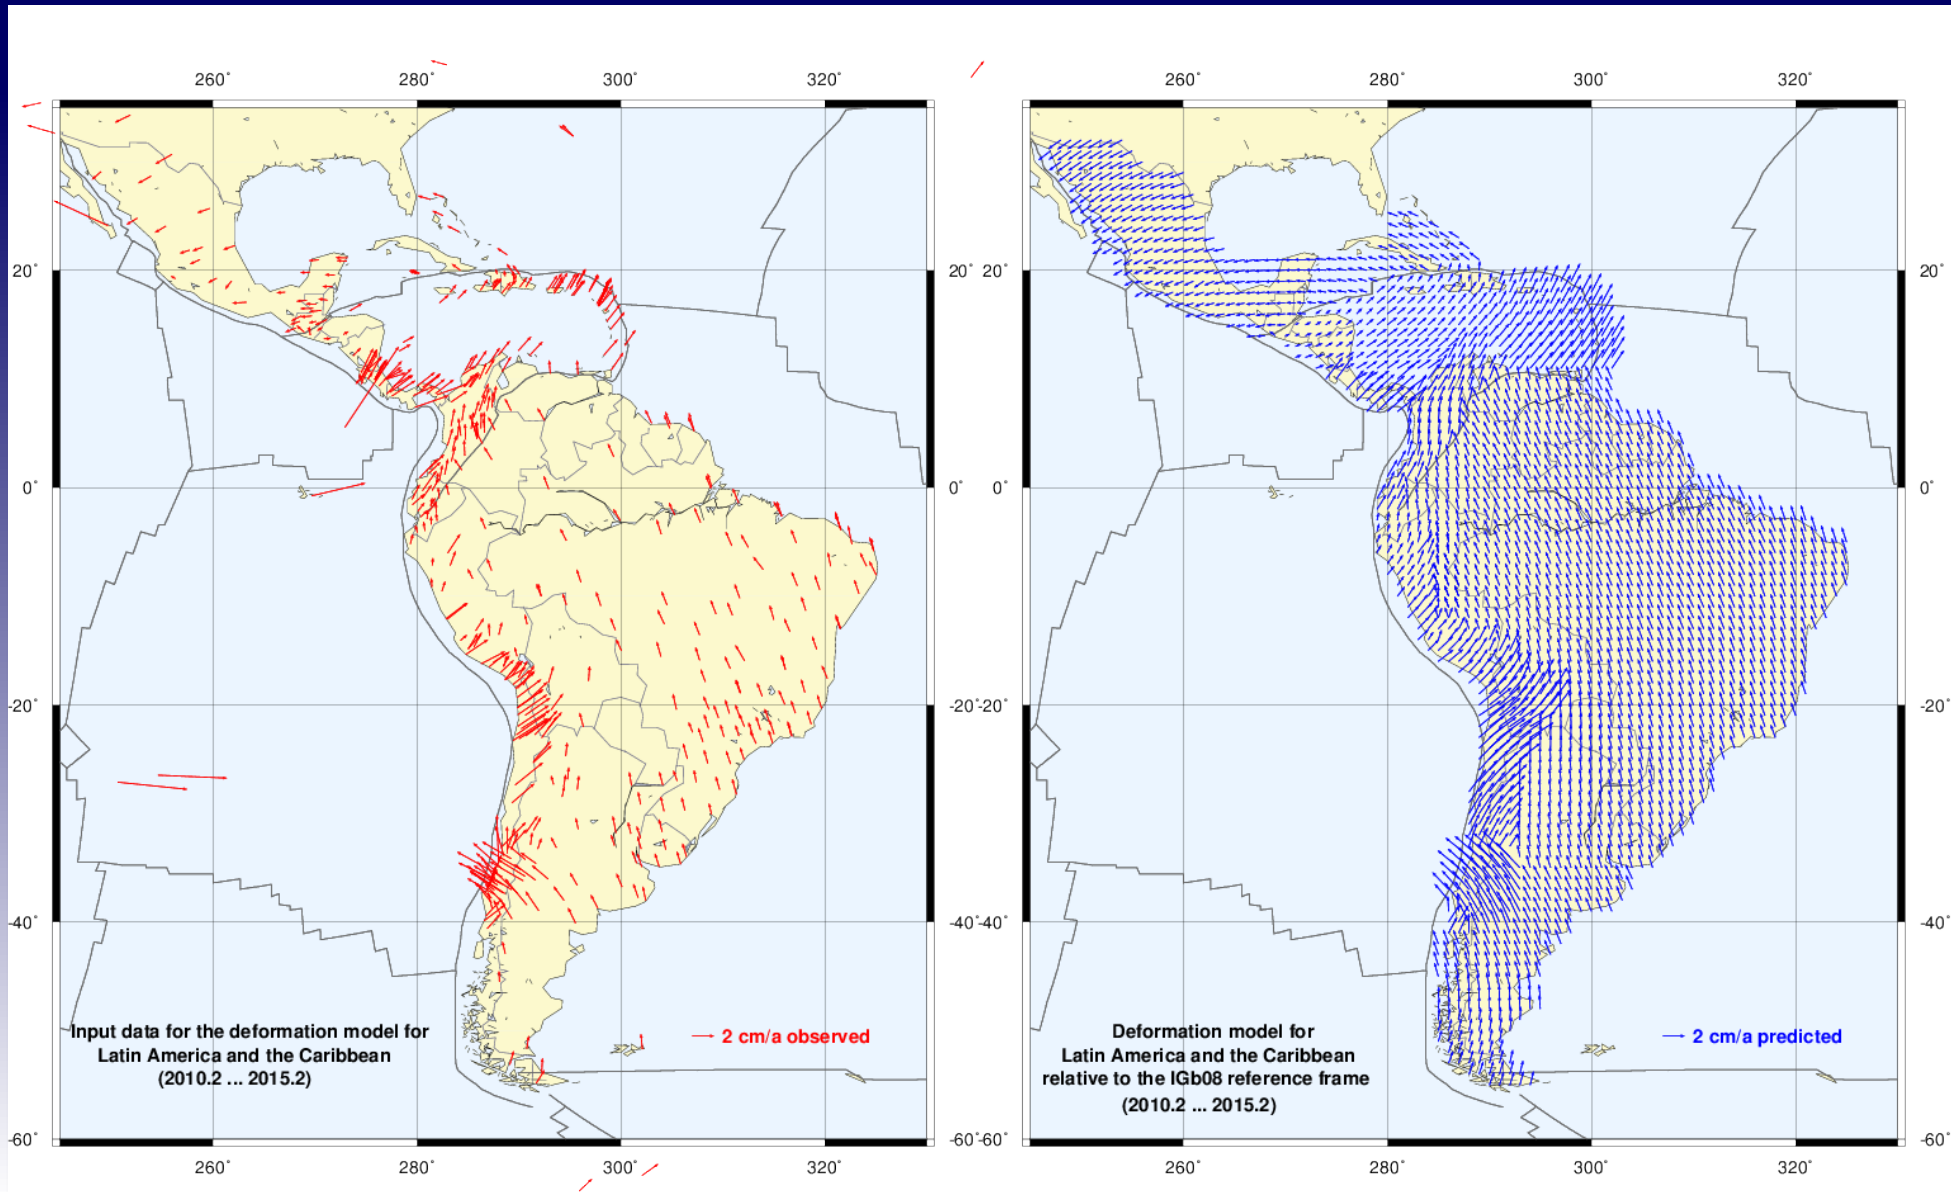 260° 280° 300° 320°
260° 280° 300° 320°
20° 20° 20° 20°
0° 0° 0° 0°
-20° -20° -20° -20°
-40° -40° -40° -40°
Input data for the deformation model for
Latin America and the Caribbean
(2010.2 ... 2015.2)
2 cm/a observed
Deformation model for
Latin America and the Caribbean
relative to the IGb08 reference frame
(2010.2 ... 2015.2)
2 cm/a predicted
-60° -60° -60° -60°
260° 280° 300° 320°
260° 280° 300° 320°